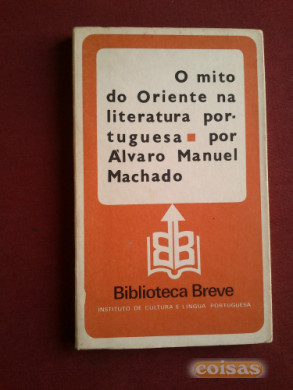 O mito
do Oriente na
literatura por-
tuguesa ■ por
Álvaro Manuel
Machado
Biblioteca Breve
INSTITUTO DE CULTURA E LÍNGUA PORTUGUESA
coisas